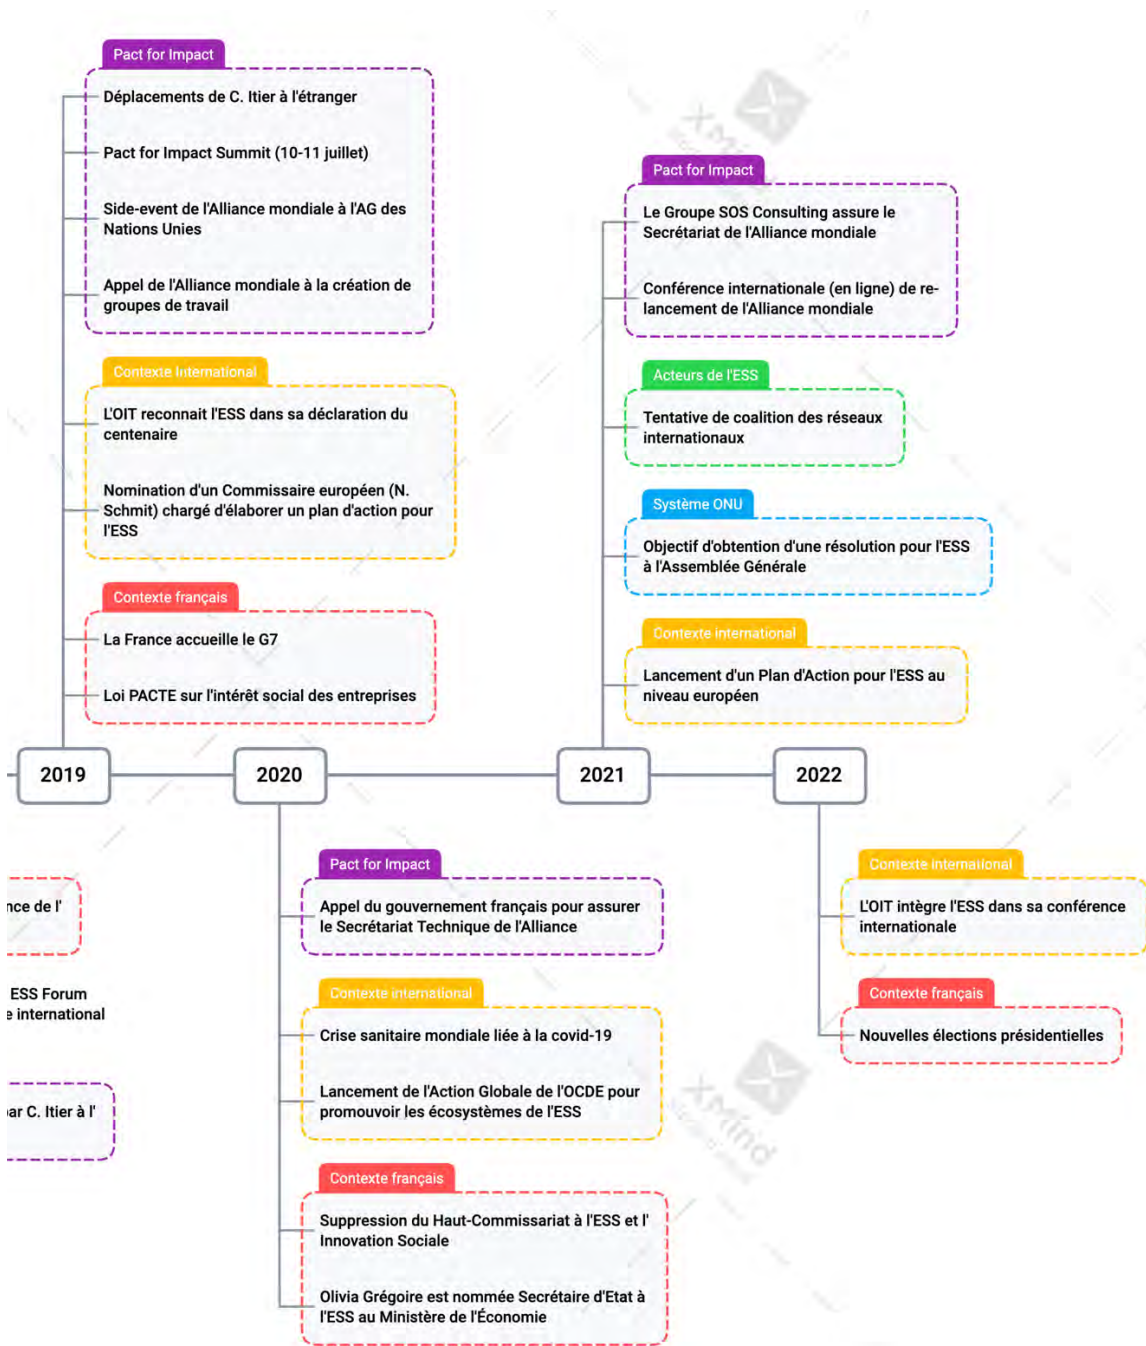 Pact for Impact
Déplacements de C. Itier à l'étranger
Pact for Impact Summit (10-11 juillet)
Side-event de l'Alliance mondiale à l'AG des
Nations Unies
Appel de l'Alliance mondiale à la création de
groupes de travail
Contexte international
L'OIT reconnait l'ESS dans sa déclaration du
centenaire
Nomination d'un Commissaire européen (N.
Schmit) chargé d'élaborer un plan d'action pour
l'ESS
Contexte français
La France accueille le G7
Loi PACTE sur l'intérêt social des entreprises
Pact for Impact
Le Groupe SOS Consulting assure le
Secrétariat de l'Alliance mondiale
Conférence internationale (en ligne) de re-
lancement de l'Alliance mondiale
Acteurs de l'ESS
Tentative de coalition des réseaux
internationaux
Système ONU
Objectif d'obtention d'une résolution pour l'ESS
à l'Assemblée Générale
Contexte international
Lancement d'un Plan d'Action pour l'ESS au
niveau européen
2019
2020
2021
2022
nce de l'
ESS Forum
e international
ar C. Itier à l'
Pact for Impact
Appel du gouvernement français pour assurer
le Secrétariat Technique de l'Alliance
Contexte international
Crise sanitaire mondiale liée à la covid-19
Lancement de l'Action Globale de l'OCDE pour
promouvoir les écosystèmes de l'ESS
Contexte français
Suppression du Haut-Commissariat à l'ESS et l'
Innovation Sociale
Olivia Grégoire est nommée Secrétaire d'Etat à
l'ESS au Ministère de l'Économie
Contexte international
L'OIT intègre l'ESS dans sa conférence
internationale
Contexte français
Nouvelles élections présidentielles
XMind
XMind